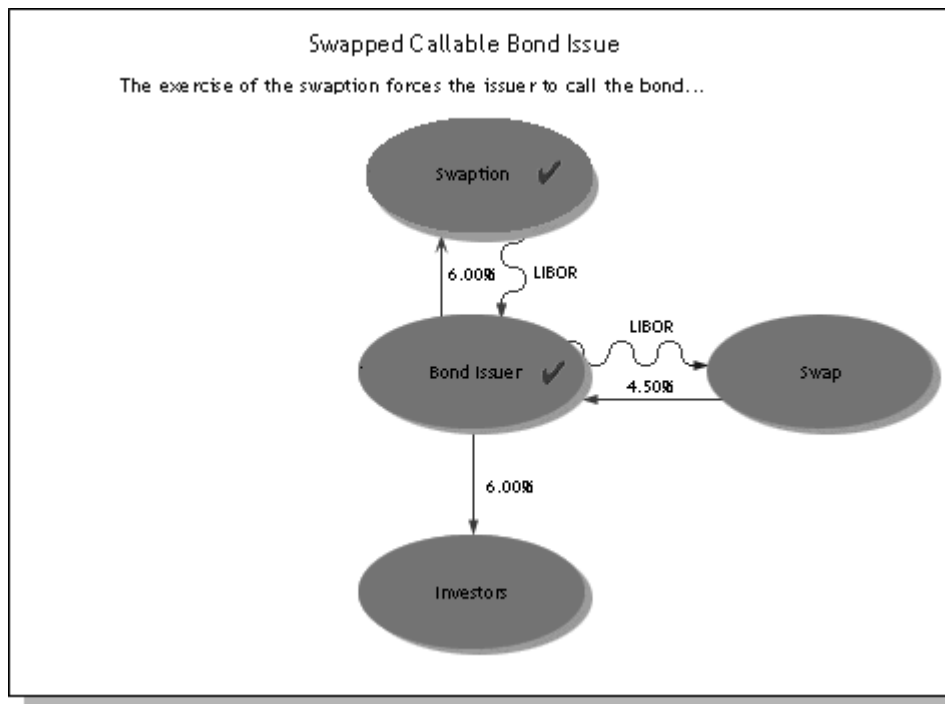 Swapped Callable Bond Issue
The exercise of the swaption forces the issuer to call the bond...
Swaption
6.00%
LIBOR
LIBOR
Bond Issuer
4.50%
Swap
6.00%
Investors